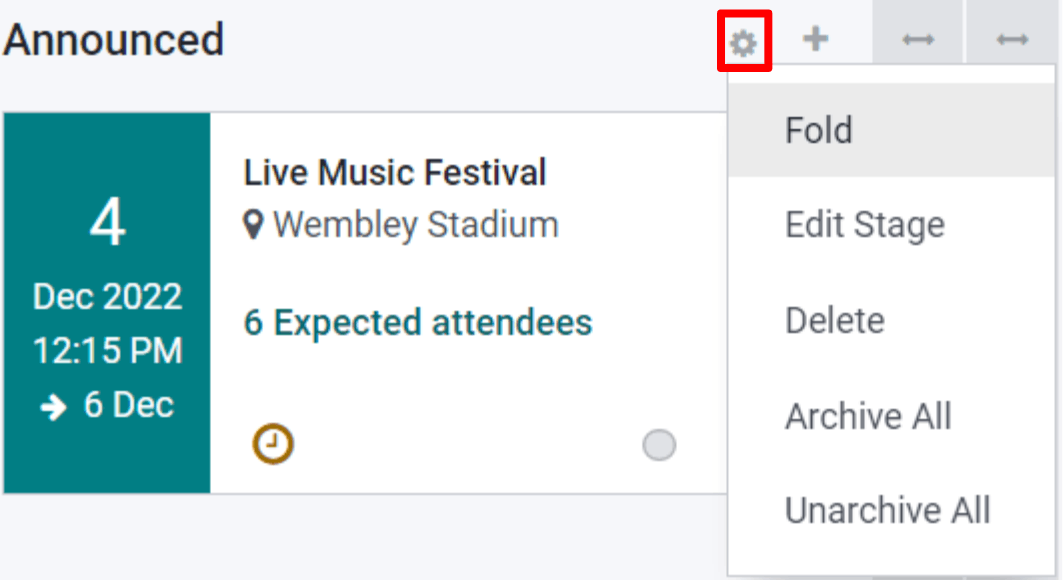 Announced
4
Dec 2022
12:15 PM
6 Dec
Live Music Festival
Wembley Stadium
6 Expected attendees
Fold
Edit Stage
Delete
Archive All
Unarchive All